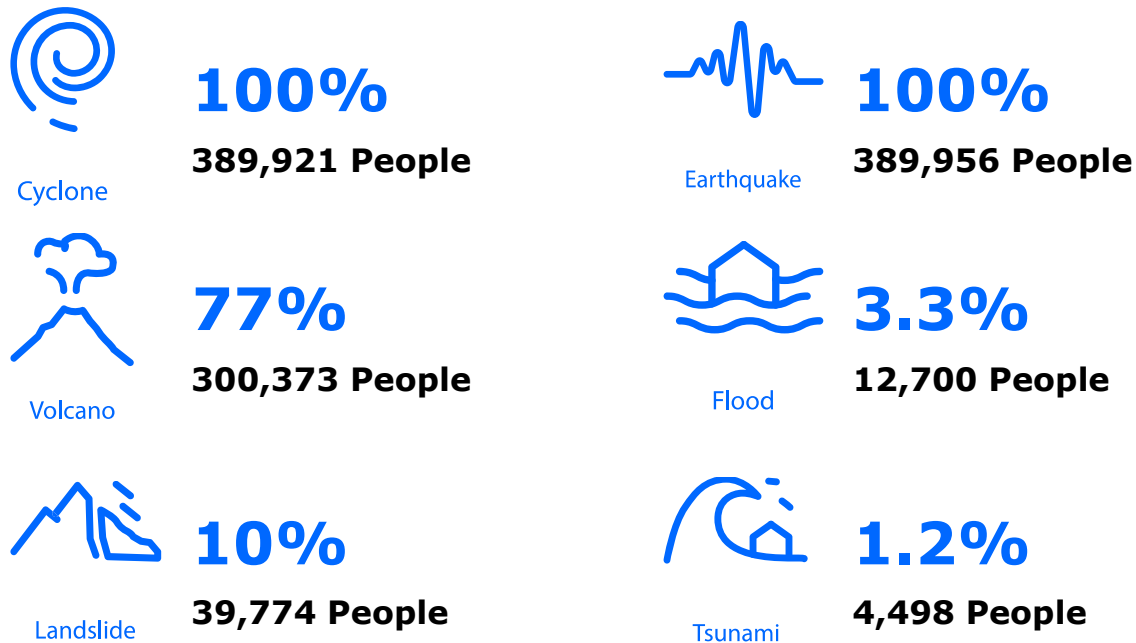 100%
389,921 People
Cyclone
100%
389,956 People
Earthquake
77%
300,373 People
Volcano
3.3%
12,700 People
Flood
10%
39,774 People
Landslide
1.2%
4,498 People
Tsunami